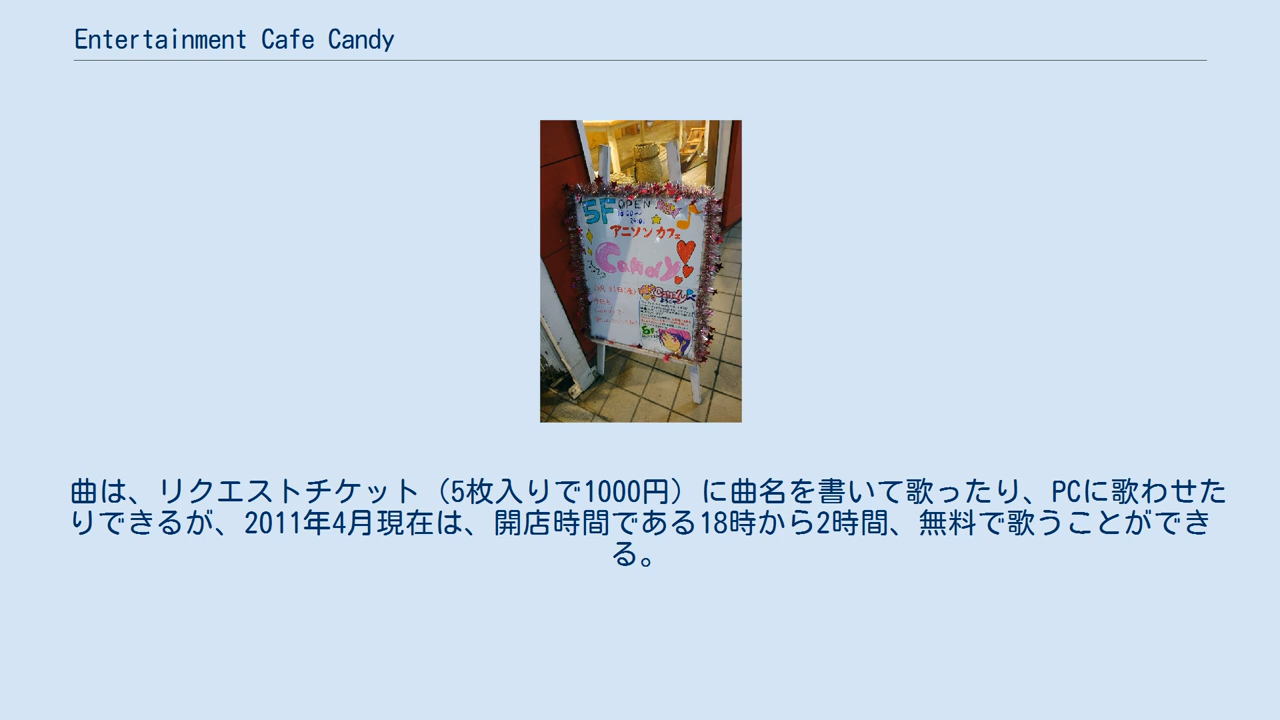 Entertainment Cafe Candy
5F OPEN
アニソンカフェ
Candy
曲は、リクエストチケット（5枚入りで1000円）に曲名を書いて歌ったり、PCに歌わせた
りできるが、2011年4月現在は、開店時間である18時から2時間、無料で歌うことができ
る。